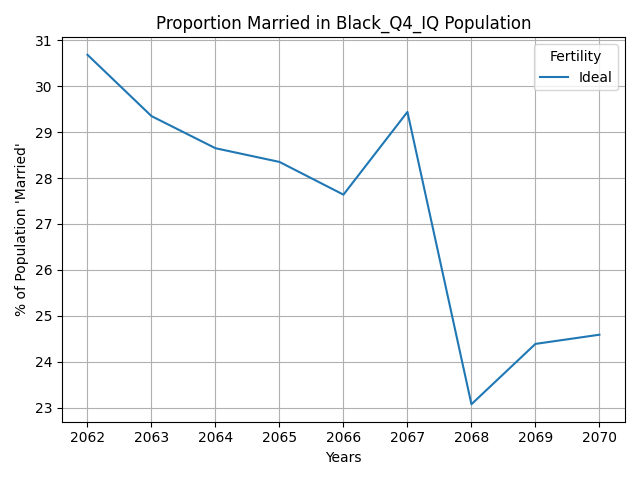 Proportion Married in Black_Q4_IQ Population
% of Population 'Married'
31
30
29
28
27
26
25
24
23
Fertility
Ideal
2062 2063 2064 2065 2066 2067 2068 2069 2070
Years